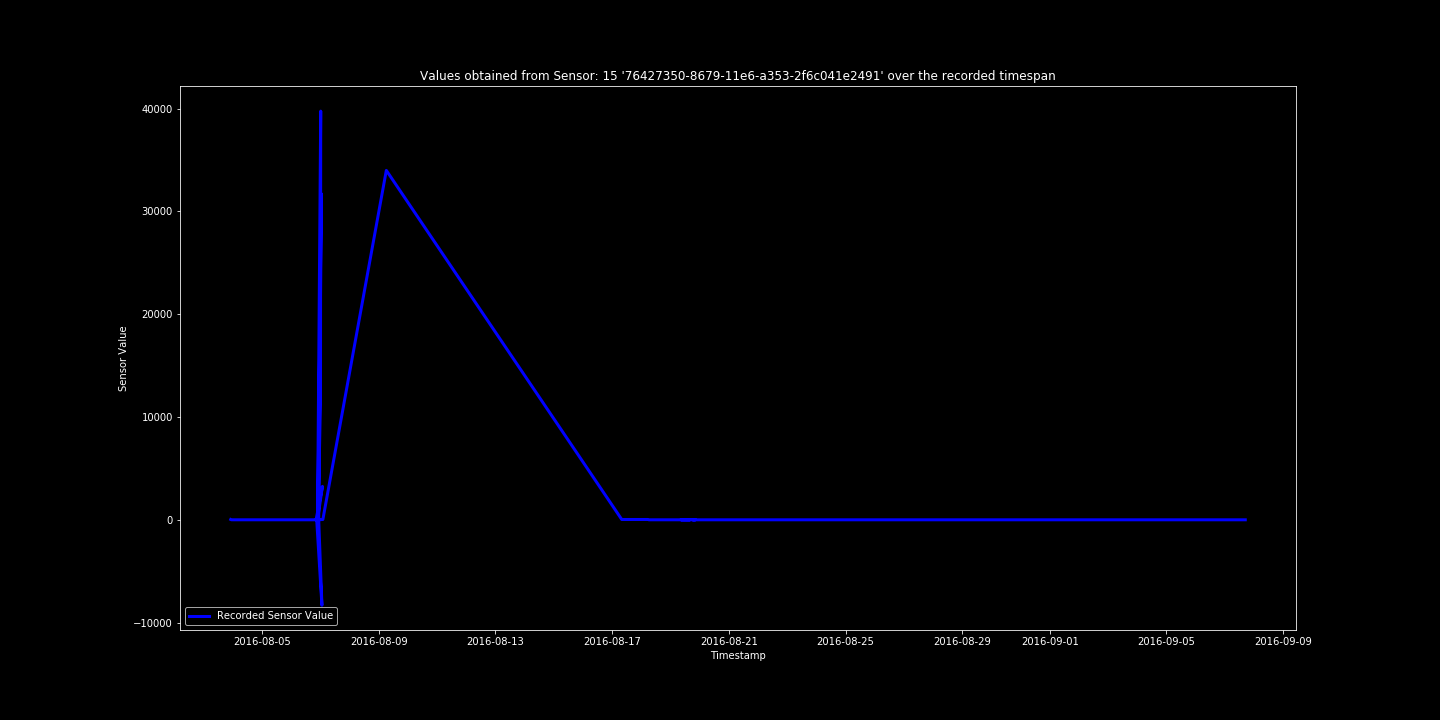 Values obtained from Sensor: 15 '76427350-8679-11e6-a353-2f6c041e2491' over the recorded timespan
40000
30000
20000
10000
0
−10000
Sensor Value
Recorded Sensor Value
2016-08-05 2016-08-09 2016-08-13 2016-08-17 2016-08-21 2016-08-25 2016-08-29 2016-09-01 2016-09-05 2016-09-09
Timestamp